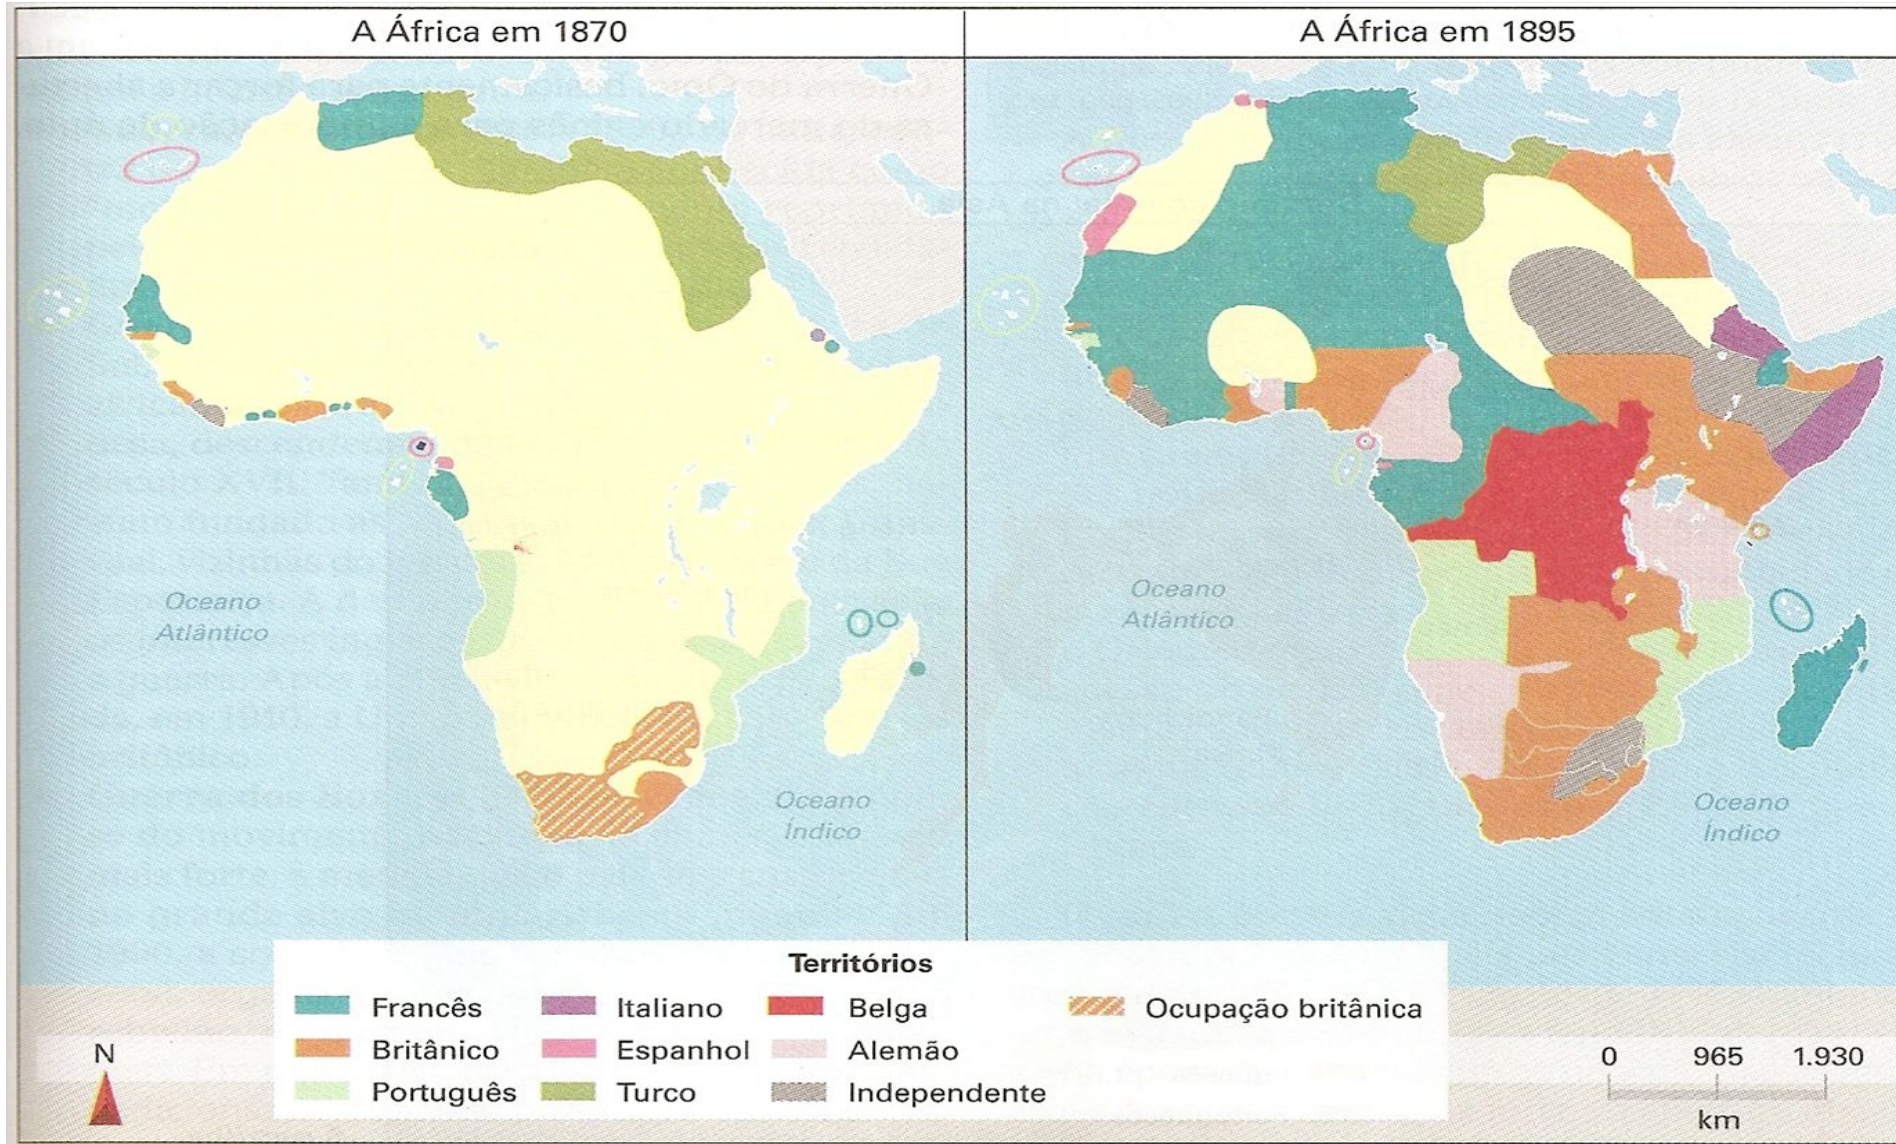 A África em 1870
A África em 1895
Oceano
Atlântico
Oceano
Índico
Oceano
Atlântico
Oceano
Índico
Territórios
Francês
Italiano
Belga
Ocupação britânica
Britânico
Espanhol
Alemão
Português
Turco
Independente
N
0 965 1.930
km